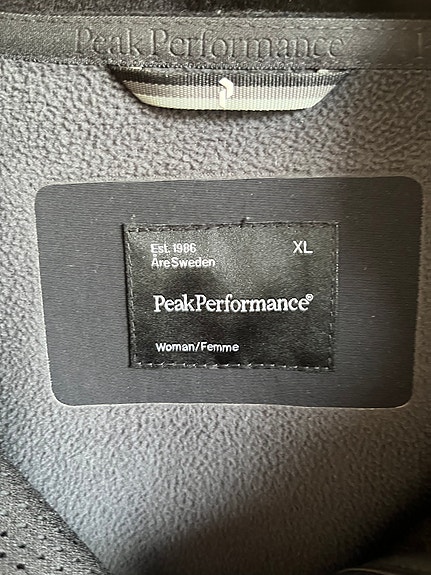 Peak Performance
Est. 1986
XL
Åre Sweden
PeakPerformance®
Woman/Femme